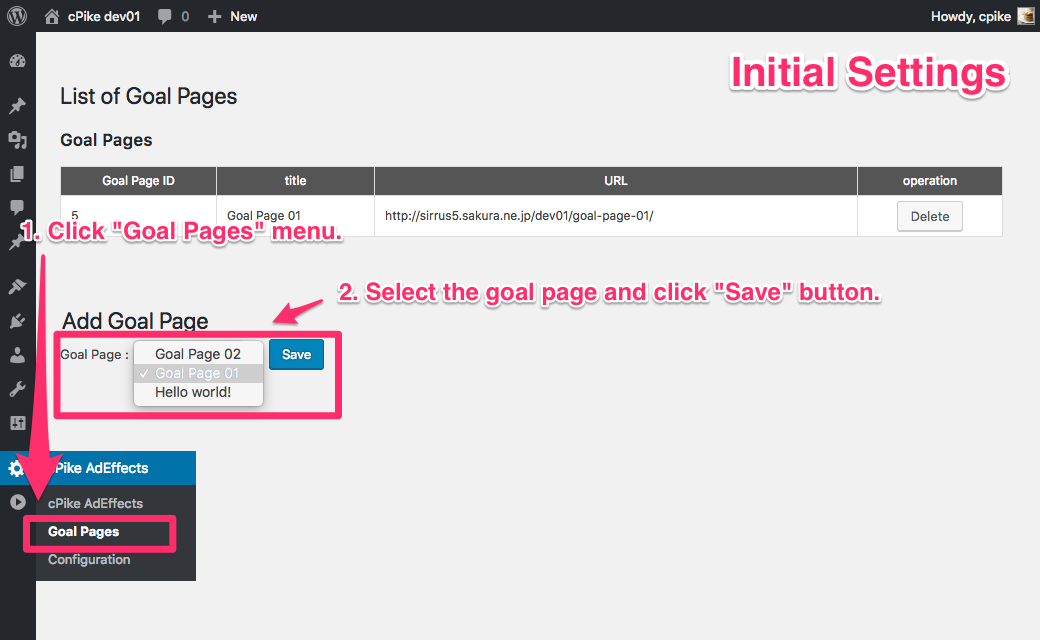 cPike dev01 0 New Howdy, cpike
Initial Settings
List of Goal Pages
Goal Pages
Goal Page ID title URL operation
5 Goal Page 01 http://sirrus5.sakura.ne.jp/dev01/goal-page-01/ Delete
1. Click "Goal Pages" menu.
2. Select the goal page and click "Save" button.
Add Goal Page
Goal Page : Goal Page 02 Save
✓ Goal Page 01
Hello world!
Pike AdEffects
cPike AdEffects
Goal Pages
Configuration